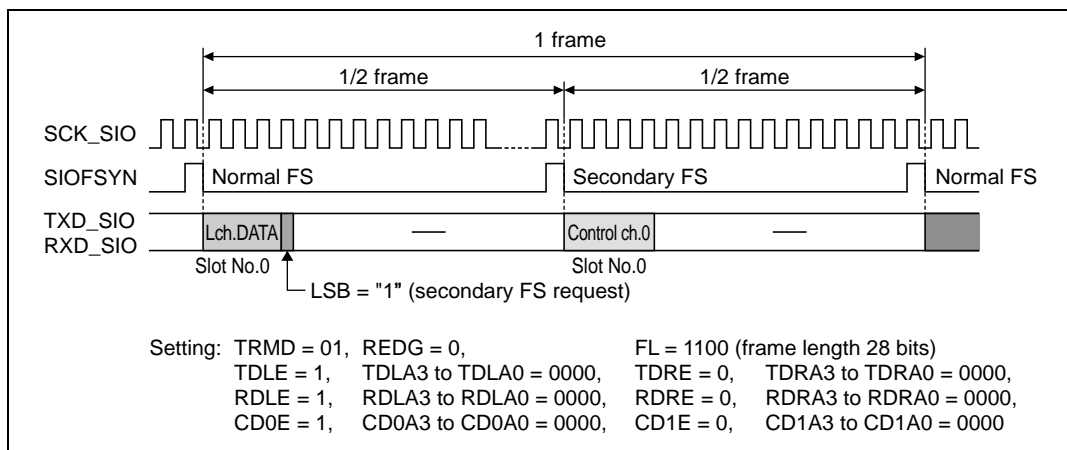 1 frame
1/2 frame 1/2 frame
SCK_SIO
SIOFSYN Normal FS Secondary FS Normal FS
TXD_SIO
RXD_SIO
Lch.DATA Control ch.0
Slot No.0 Slot No.0
LSB = "1" (secondary FS request)
Setting: TRMD = 01, REDG = 0, FL = 1100 (frame length 28 bits)
TDLE = 1, TDLA3 to TDLA0 = 0000, TDRE = 0, TDRA3 to TDRA0 = 0000,
RDLE = 1, RDLA3 to RDLA0 = 0000, RDRE = 0, RDRA3 to RDRA0 = 0000,
CD0E = 1, CD0A3 to CD0A0 = 0000, CD1E = 0, CD1A3 to CD1A0 = 0000